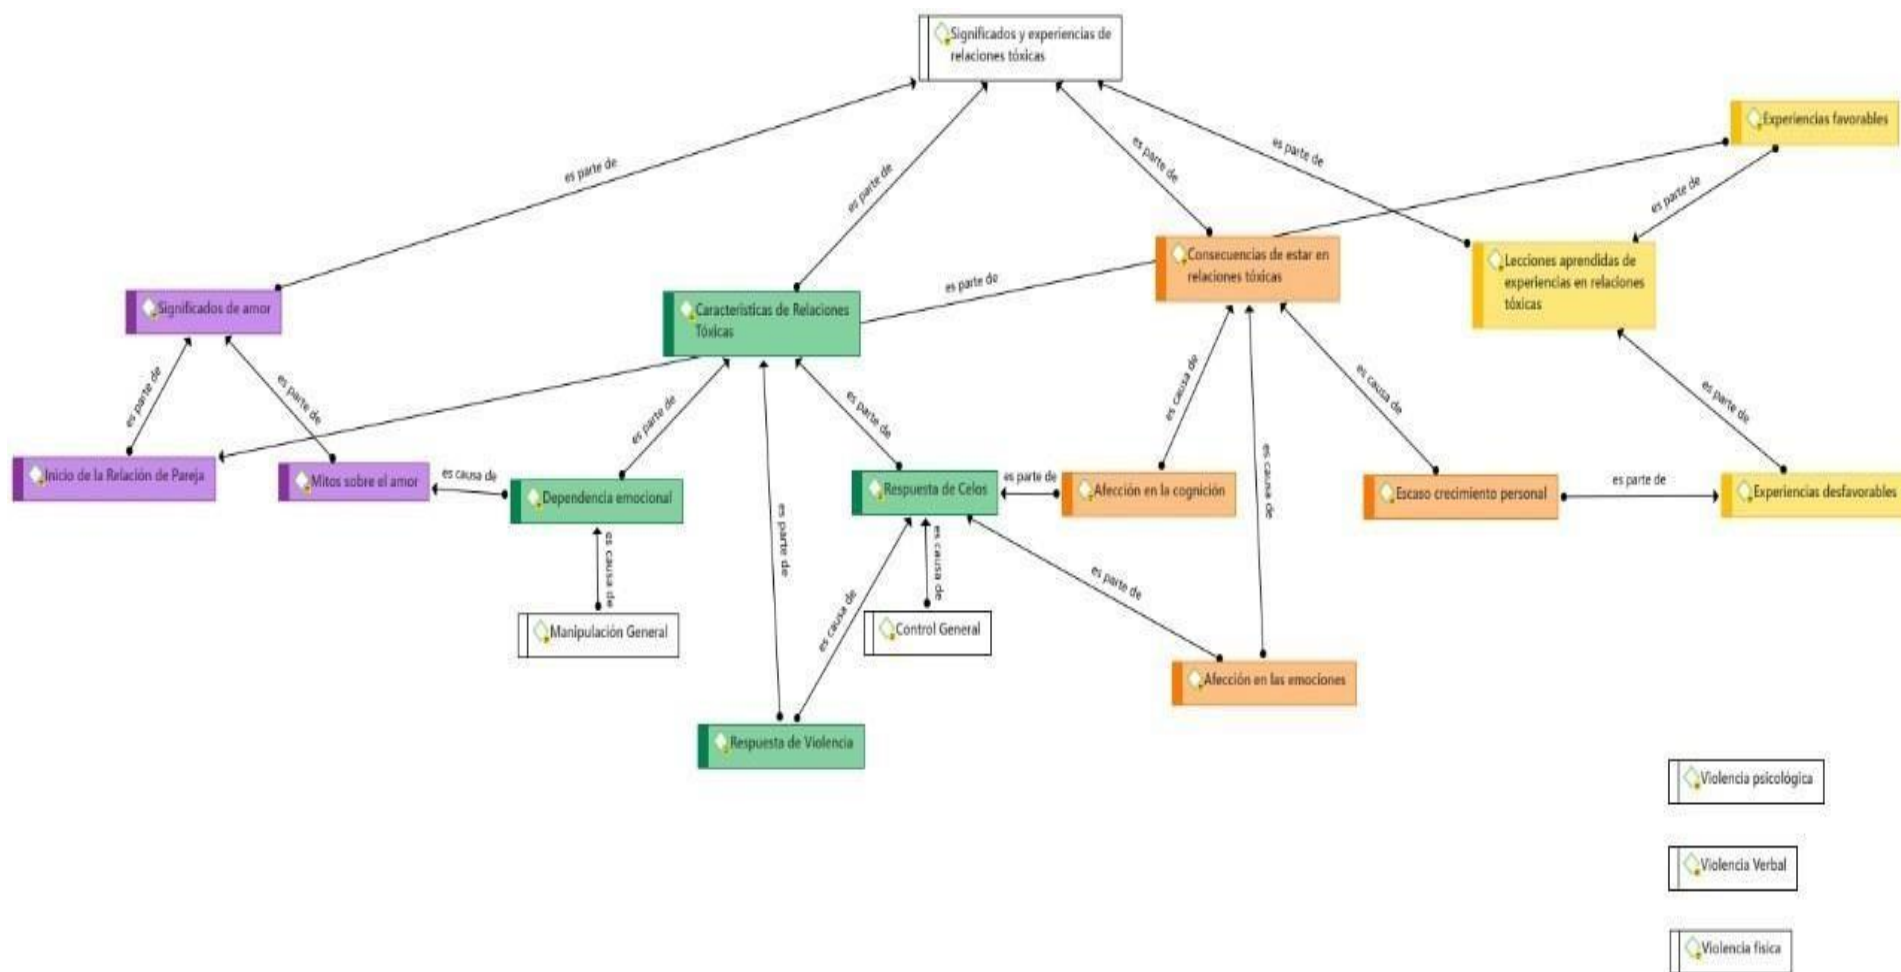 Significados y experiencias de
relaciones tóxicas
Experiencias favorables
es parte de
es parte de
es parte de
es parte de
es parte de
Consecuencias de estar en
relaciones tóxicas
Lecciones aprendidas de
experiencias en relaciones
tóxicas
es parte de
Significados de amor
Características de Relaciones
Tóxicas
es parte de
es parte de
es parte de
es parte de
es causa de
es causa de
es parte de
Inicio de la Relación de Pareja
Mitos sobre el amor
es causa de
Dependencia emocional
Respuesta de Celos
es parte de
Afección en la cognición
es causa de
Escaso crecimiento personal
es parte de
Experiencias desfavorables
es causa de
es parte de
es causa de
es parte de
es causa de
Manipulación General
Control General
Afección en las emociones
Respuesta de Violencia
Violencia psicológica
Violencia Verbal
Violencia física